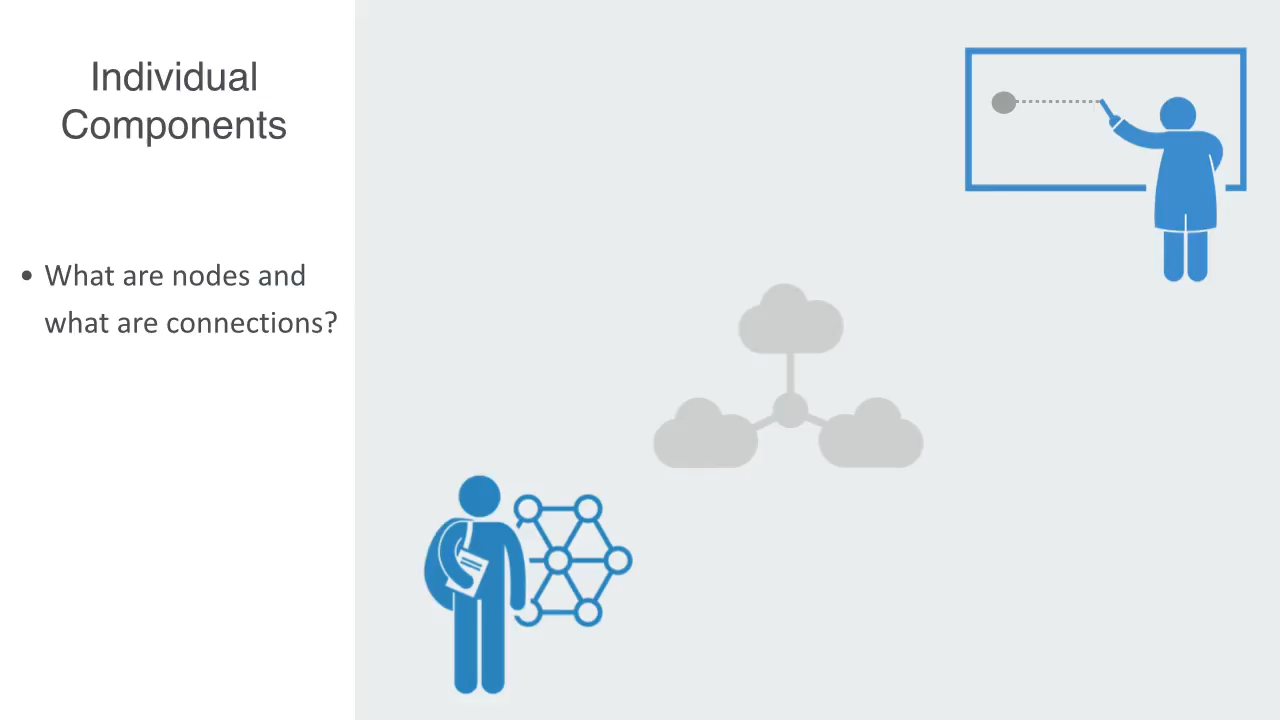 Individual
Components
• What are nodes and
what are connections?